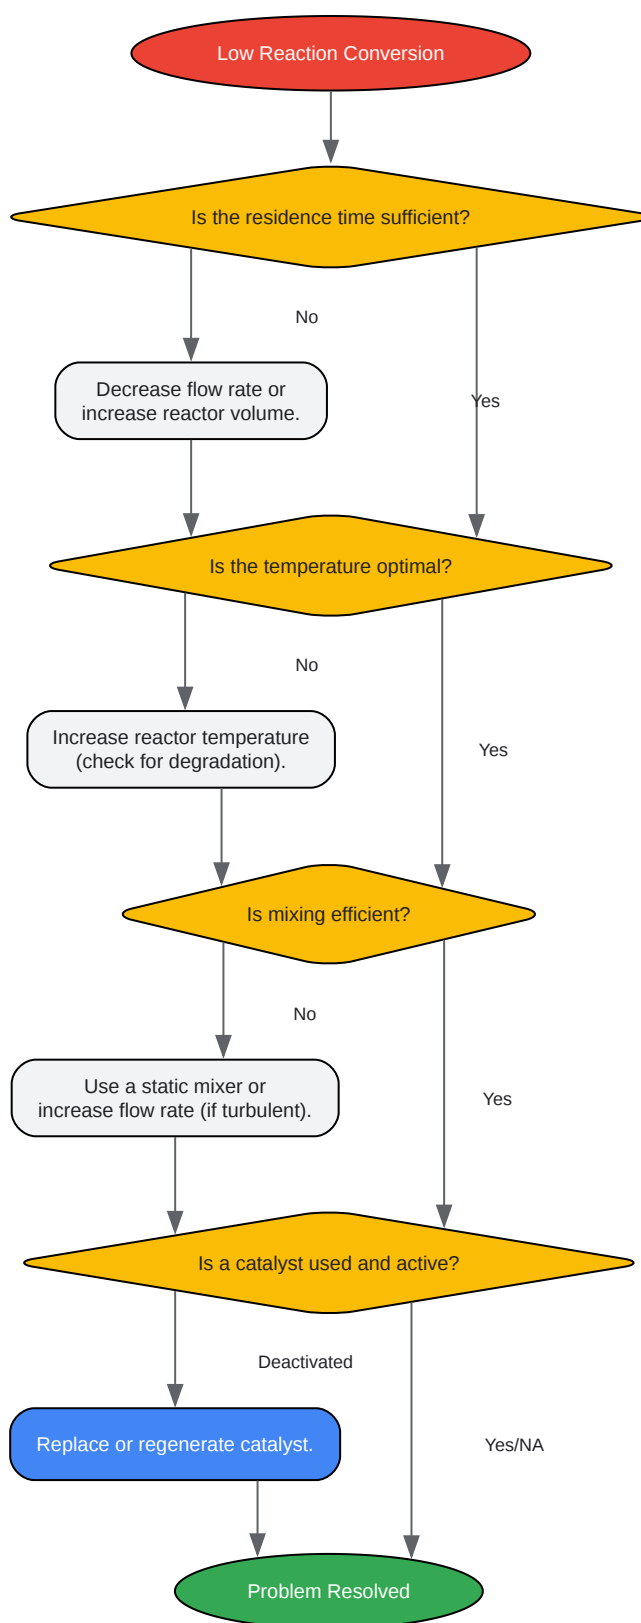 Low Reaction Conversion
Is the residence time sufficient?
No
Decrease flow rate or
increase reactor volume.
Yes
Is the temperature optimal?
No
Increase reactor temperature
(check for degradation).
Yes
Is mixing efficient?
No
Use a static mixer or
increase flow rate (if turbulent).
Yes
Is a catalyst used and active?
Deactivated
Replace or regenerate catalyst.
Yes/NA
Problem Resolved